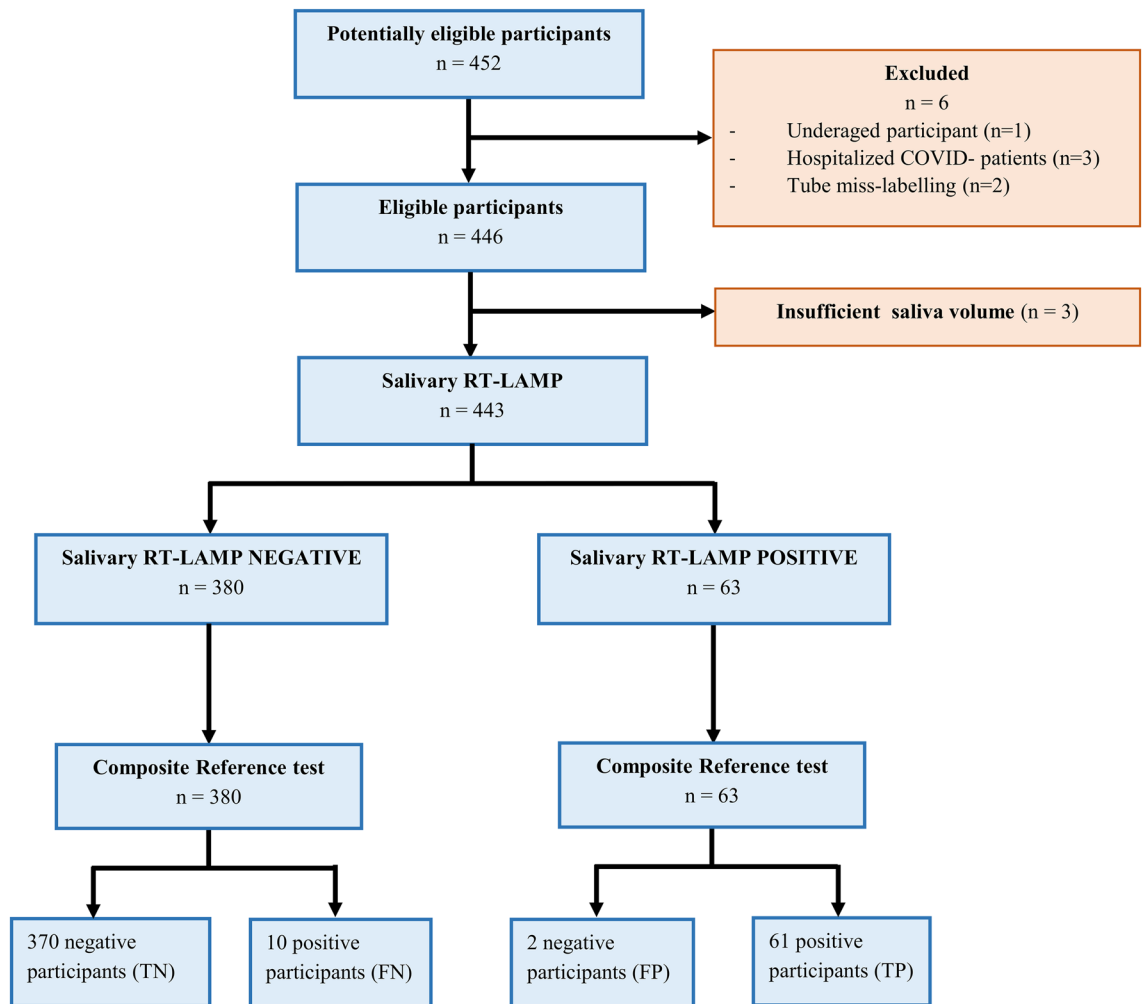 Potentially eligible participants
n = 452
Excluded
n = 6
- Underaged participant (n=1)
- Hospitalized COVID- patients (n=3)
- Tube miss-labelling (n=2)
Eligible participants
n = 446
Insufficient saliva volume (n = 3)
Salivary RT-LAMP
n = 443
Salivary RT-LAMP NEGATIVE
n = 380
Salivary RT-LAMP POSITIVE
n = 63
Composite Reference test
n = 380
Composite Reference test
n = 63
370 negative
participants (TN)
10 positive
participants (FN)
2 negative
participants (FP)
61 positive
participants (TP)